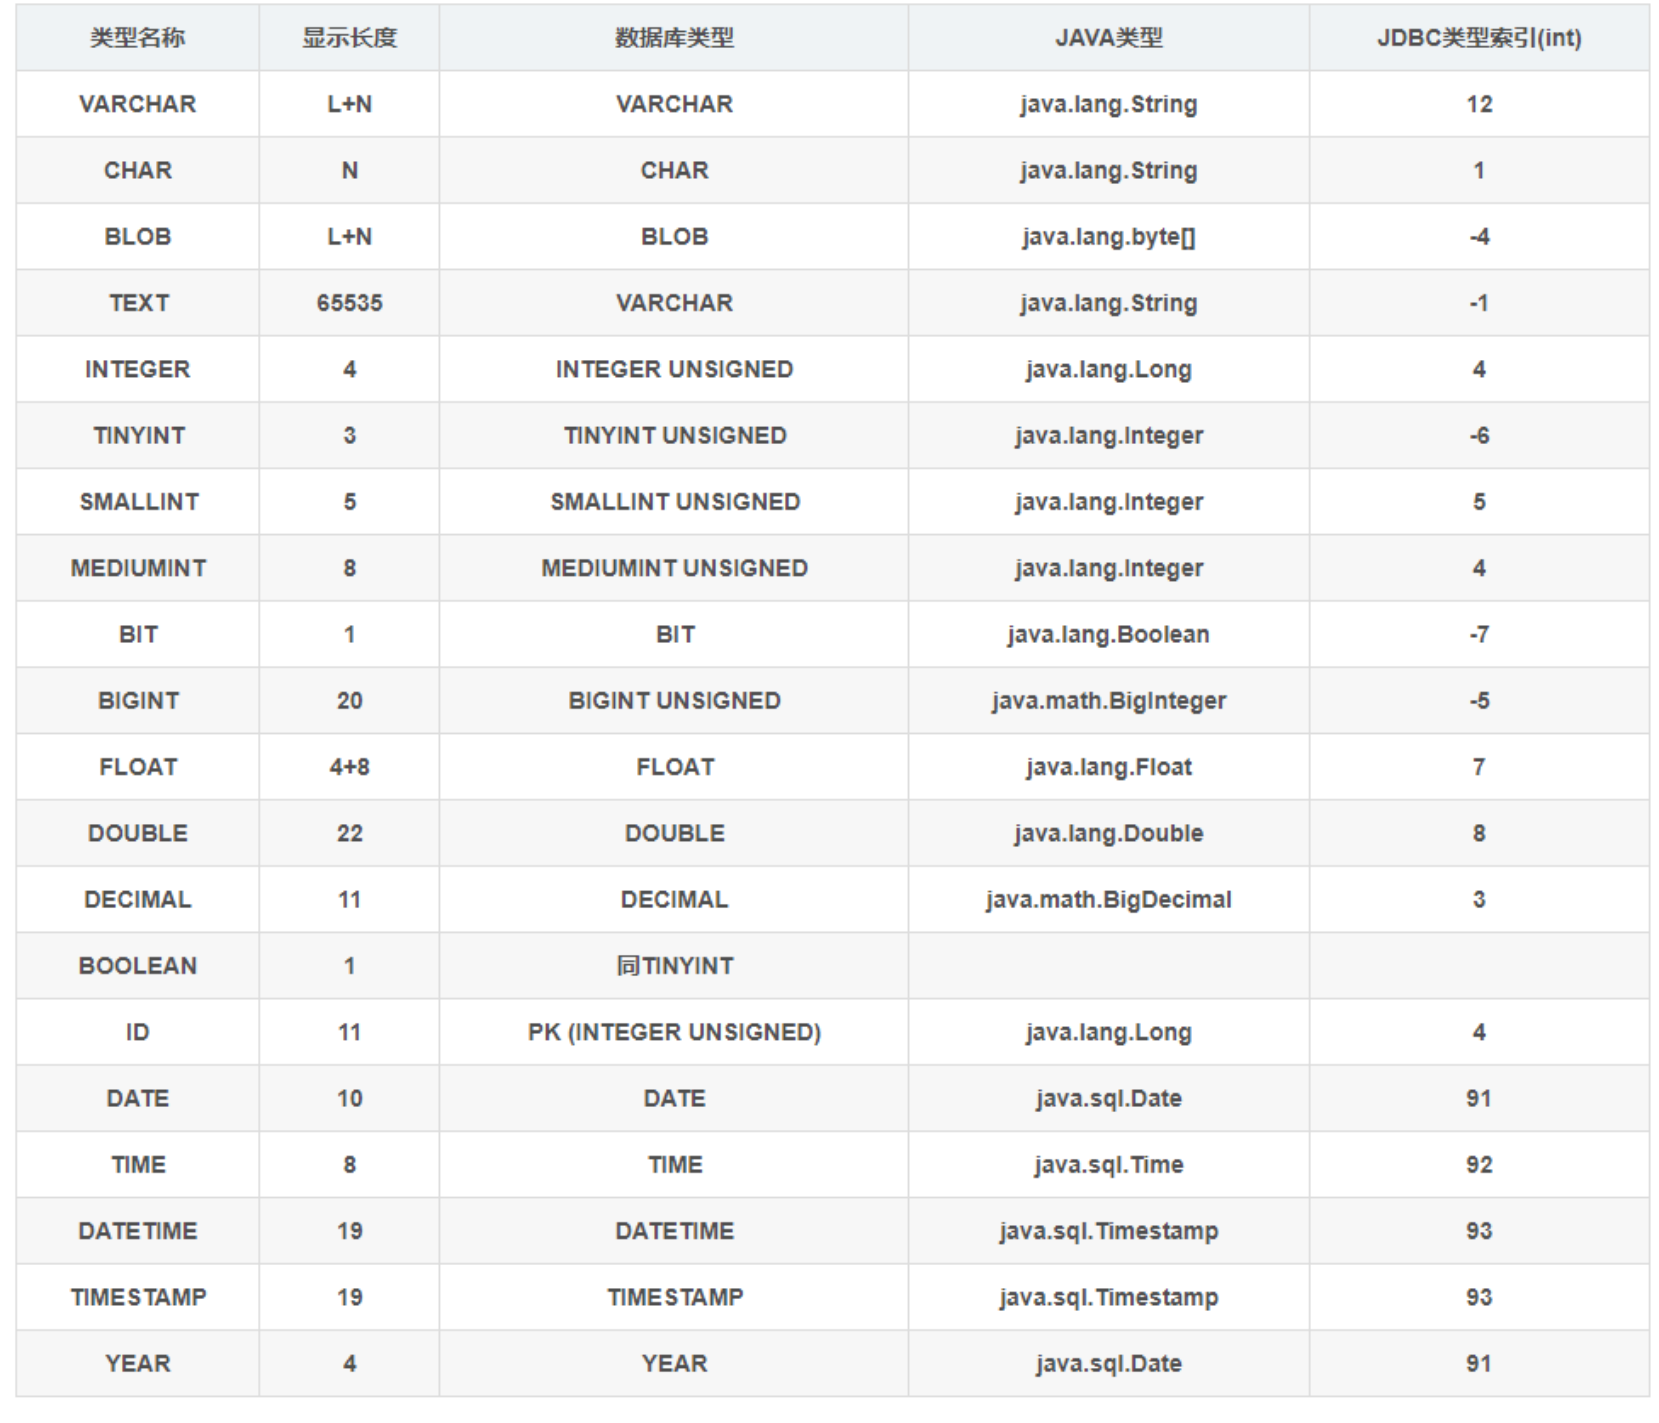 类型名称 显示长度 数据库类型 JAVA类型 JDBC类型索引(int)
VARCHAR L+N VARCHAR java.lang.String 12
CHAR N CHAR java.lang.String 1
BLOB L+N BLOB java.lang.byte[] -4
TEXT 65535 VARCHAR java.lang.String -1
INTEGER 4 INTEGER UNSIGNED java.lang.Long 4
TINYINT 3 TINYINT UNSIGNED java.lang.Integer -6
SMALLINT 5 SMALLINT UNSIGNED java.lang.Integer 5
MEDIUMINT 8 MEDIUMINT UNSIGNED java.lang.Integer 4
BIT 1 BIT java.lang.Boolean -7
BIGINT 20 BIGINT UNSIGNED java.math.BigInteger -5
FLOAT 4+8 FLOAT java.lang.Float 7
DOUBLE 22 DOUBLE java.lang.Double 8
DECIMAL 11 DECIMAL java.math.BigDecimal 3
BOOLEAN 1 同TINYINT
ID 11 PK (INTEGER UNSIGNED) java.lang.Long 4
DATE 10 DATE java.sql.Date 91
TIME 8 TIME java.sql.Time 92
DATETIME 19 DATETIME java.sql.Timestamp 93
TIMESTAMP 19 TIMESTAMP java.sql.Timestamp 93
YEAR 4 YEAR java.sql.Date 91